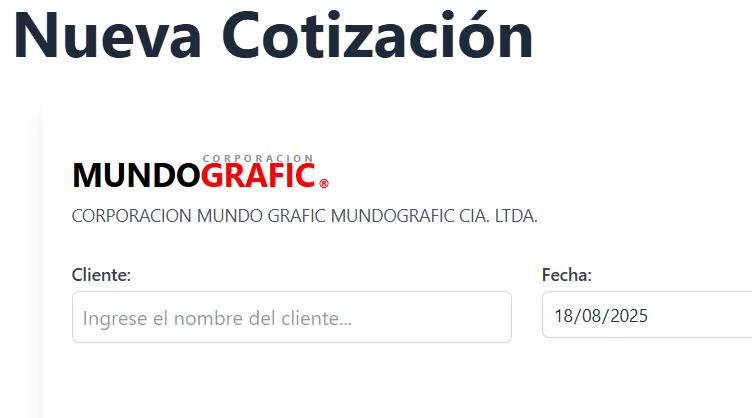 Nueva Cotización
CORPORACION
MUNDOGRAFIC®
CORPORACION MUNDO GRAFIC MUNDOGRAFIC CIA. LTDA.
Cliente: Fecha:
Ingrese el nombre del cliente... 18/08/2025